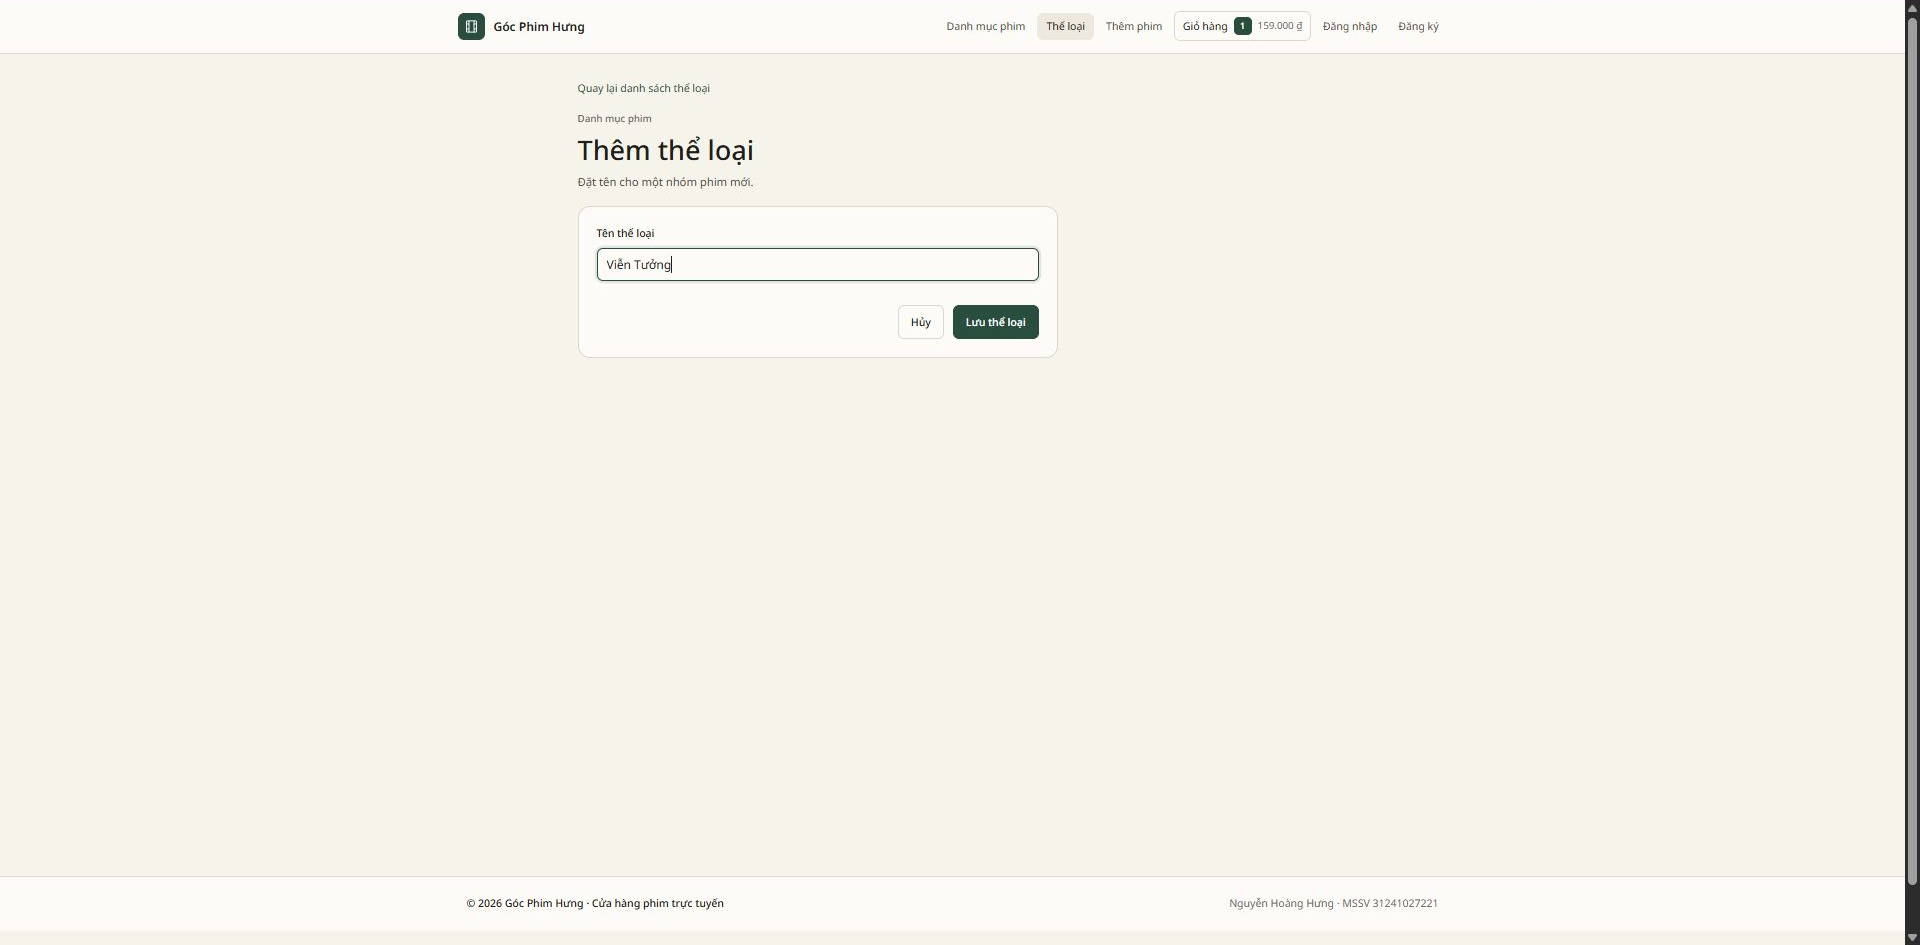 Góc Phim Hưng
Danh mục phim
Thể loại
Thêm phim
Giỏ hàng 1 159.000 ₫
Đăng nhập
Đăng ký
Quay lại danh sách thể loại
Danh mục phim
Thêm thể loại
Đặt tên cho một nhóm phim mới.
Tên thể loại
Viễn Tưởng
Hủy
Lưu thể loại
© 2026 Góc Phim Hưng · Cửa hàng phim trực tuyến
Nguyễn Hoàng Hưng · MSSV 31241027221